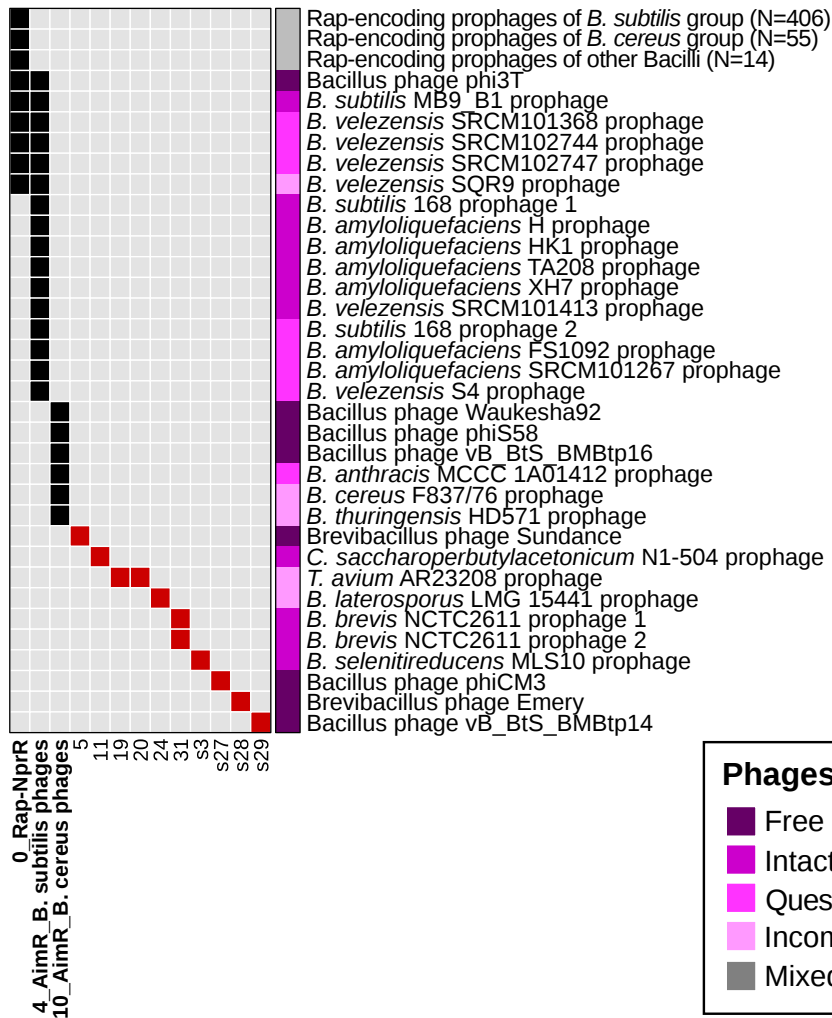 Rap-encoding prophages of B. subtilis group (N=406)
Rap-encoding prophages of B. cereus group (N=55)
Rap-encoding prophages of other Bacilli (N=14)
Bacillus phage phi3T
B. subtilis MB9_B1 prophage
B. velezensis SRCM101368 prophage
B. velezensis SRCM102744 prophage
B. velezensis SRCM102747 prophage
B. velezensis SQR9 prophage
B. subtilis 168 prophage 1
B. amyloliquefaciens H prophage
B. amyloliquefaciens HK1 prophage
B. amyloliquefaciens TA208 prophage
B. amyloliquefaciens XH7 prophage
B. velezensis SRCM101413 prophage
B. subtilis 168 prophage 2
B. amyloliquefaciens FS1092 prophage
B. amyloliquefaciens SRCM101267 prophage
B. velezensis S4 prophage
Bacillus phage Waukesha92
Bacillus phage phiS58
Bacillus phage vB_BtS_BMBtp16
B. anthracis MCCC 1A01412 prophage
B. cereus F837/76 prophage
B. thuringensis HD571 prophage
Brevibacillus phage Sundance
C. saccharoperbutylacetonicum N1-504 prophage
T. avium AR23208 prophage
B. laterosporus LMG 15441 prophage
B. brevis NCTC2611 prophage 1
B. brevis NCTC2611 prophage 2
B. selenitireducens MLS10 prophage
Bacillus phage phiCM3
Brevibacillus phage Emery
Bacillus phage vB_BtS_BMBtp14
0_Rap-NprR
4_AimR_B. subtilis phages
10_AimR_B. cereus phages
5
11
19
20
24
31
s3
s27
s28
s29
Phages
Free
Intact
Ques
Incom
Mixed